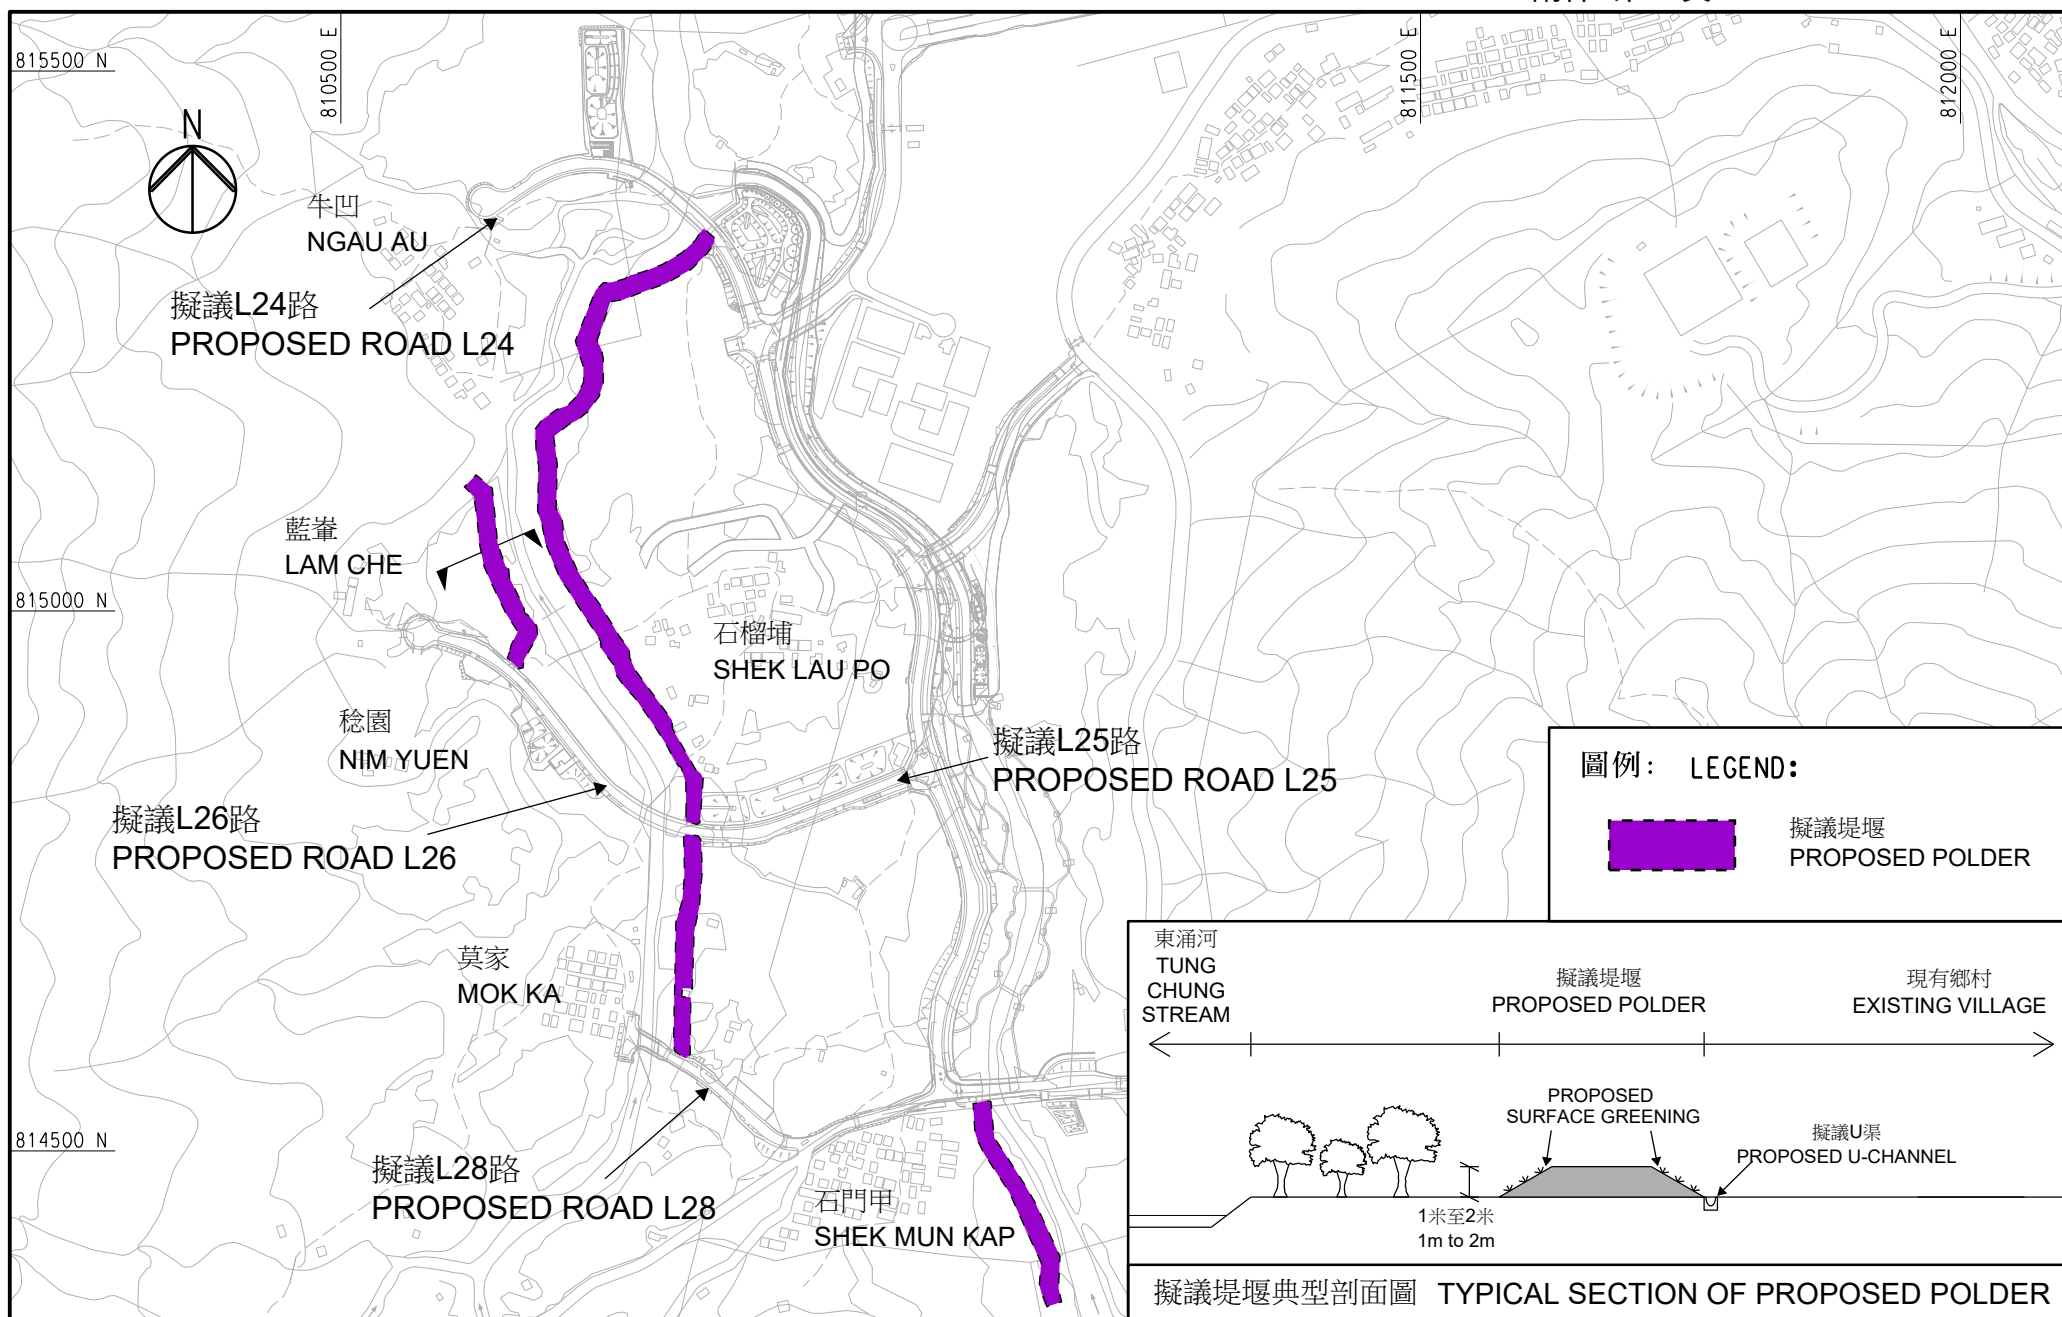 815500 N
810500 E
811500 E
812000 E
N
牛凹
NGAU AU
擬議L24路
PROPOSED ROAD L24
藍輋
LAM CHE
815000 N
石榴埔
SHEK LAU PO
稔園
NIM YUEN
擬議L25路
PROPOSED ROAD L25
擬議L26路
PROPOSED ROAD L26
莫家
MOK KA
814500 N
擬議L28路
PROPOSED ROAD L28
石門甲
SHEK MUN KAP
圖例: LEGEND:
擬議堤堰
PROPOSED POLDER
東涌河
TUNG
CHUNG
STREAM
擬議堤堰
PROPOSED POLDER
現有鄉村
EXISTING VILLAGE
PROPOSED
SURFACE GREENING
擬議U渠
PROPOSED U-CHANNEL
1米至2米
1m to 2m
擬議堤堰典型剖面圖 TYPICAL SECTION OF PROPOSED POLDER